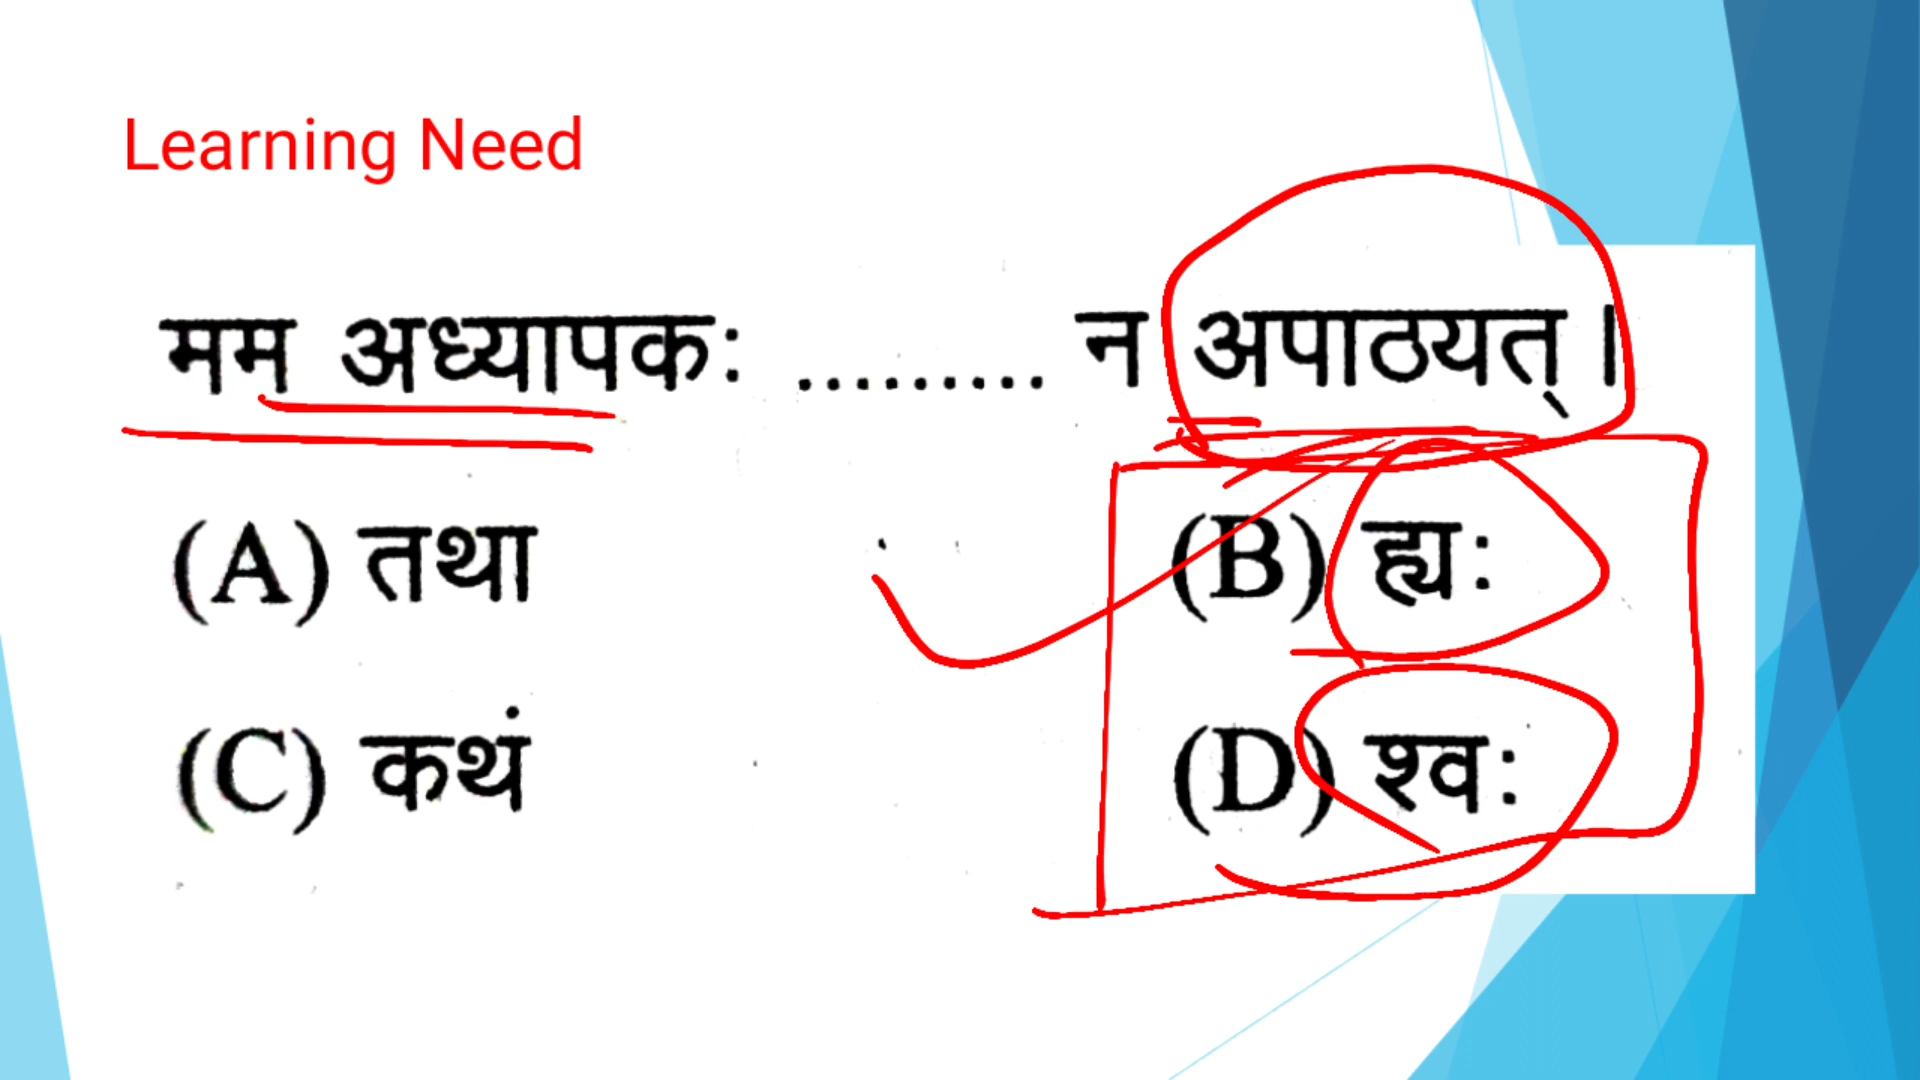 Learning Need
मम अध्यापकः ......... न अपाठयत् ।
(A) तथा (B) ह्यः
(C) कथं (D) श्वः